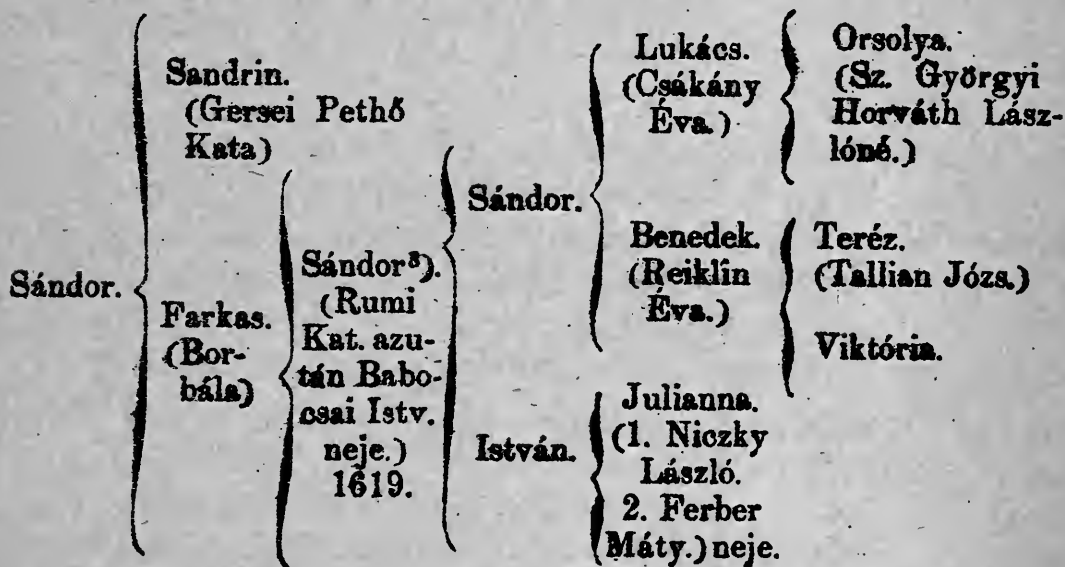 Sándor.
Sandrin.
(Gersei Pethő
Kata)
Farkas.
(Bor-
bála)
Sándor³).
(Rumi
Kat. azu-
tán Babo-
csai Istv.
neje.)
1619.
Sándor.
István.
Lukács.
(Csákány
Éva.)
Benedek.
(Reiklin
Éva.)
Julianna.
(1. Niczky
László.
2. Ferber
Máty.) neje.
Orsolya.
(Sz. Györgyi
Horváth Lász-
lóné.)
Teréz.
(Tallian Józs.)
Viktória.